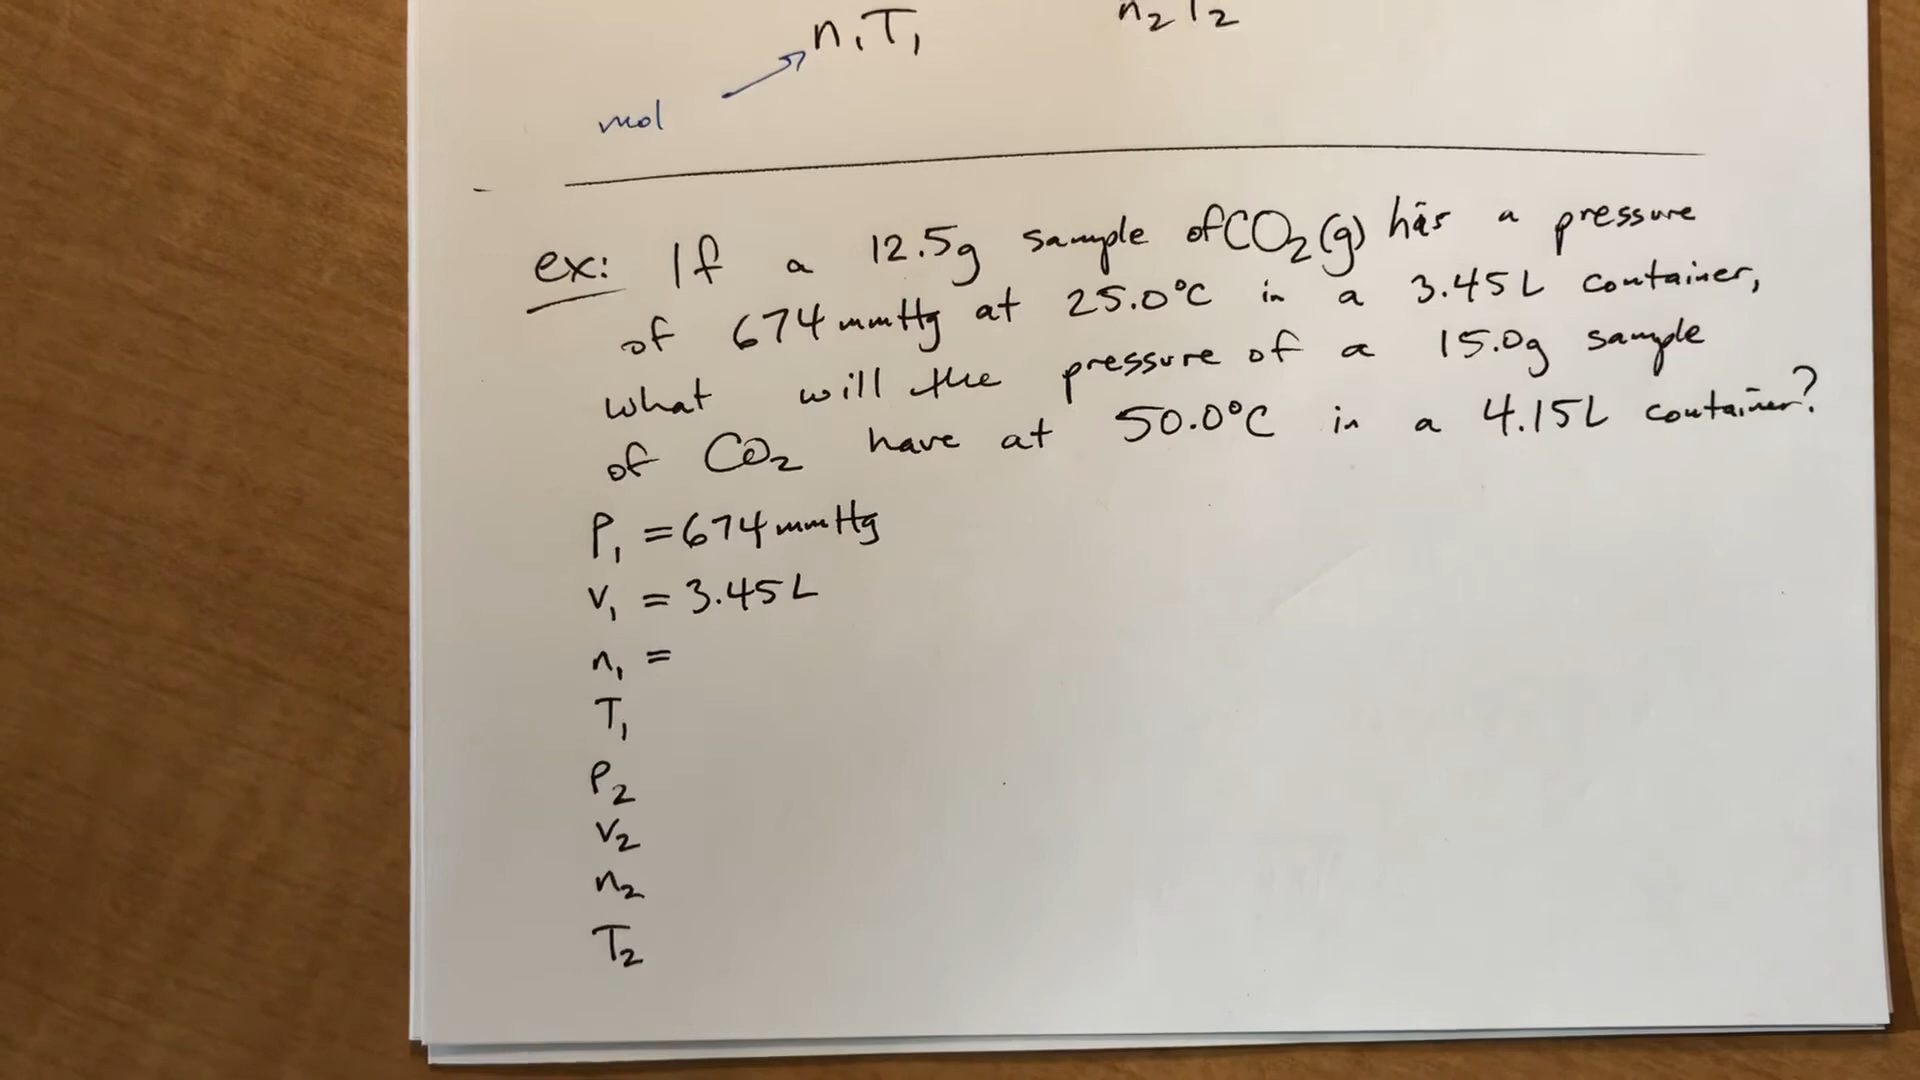 n₁T₁ n₂T₂
mol
ex: If a 12.5g sample of CO₂(g) has a pressure
of 674 mmHg at 25.0°C in a 3.45L container,
what will the pressure of a 15.0g sample
of CO₂ have at 50.0°C in a 4.15L container?
P₁ = 674 mmHg
V₁ = 3.45L
n₁ =
T₁
P₂
V₂
n₂
T₂